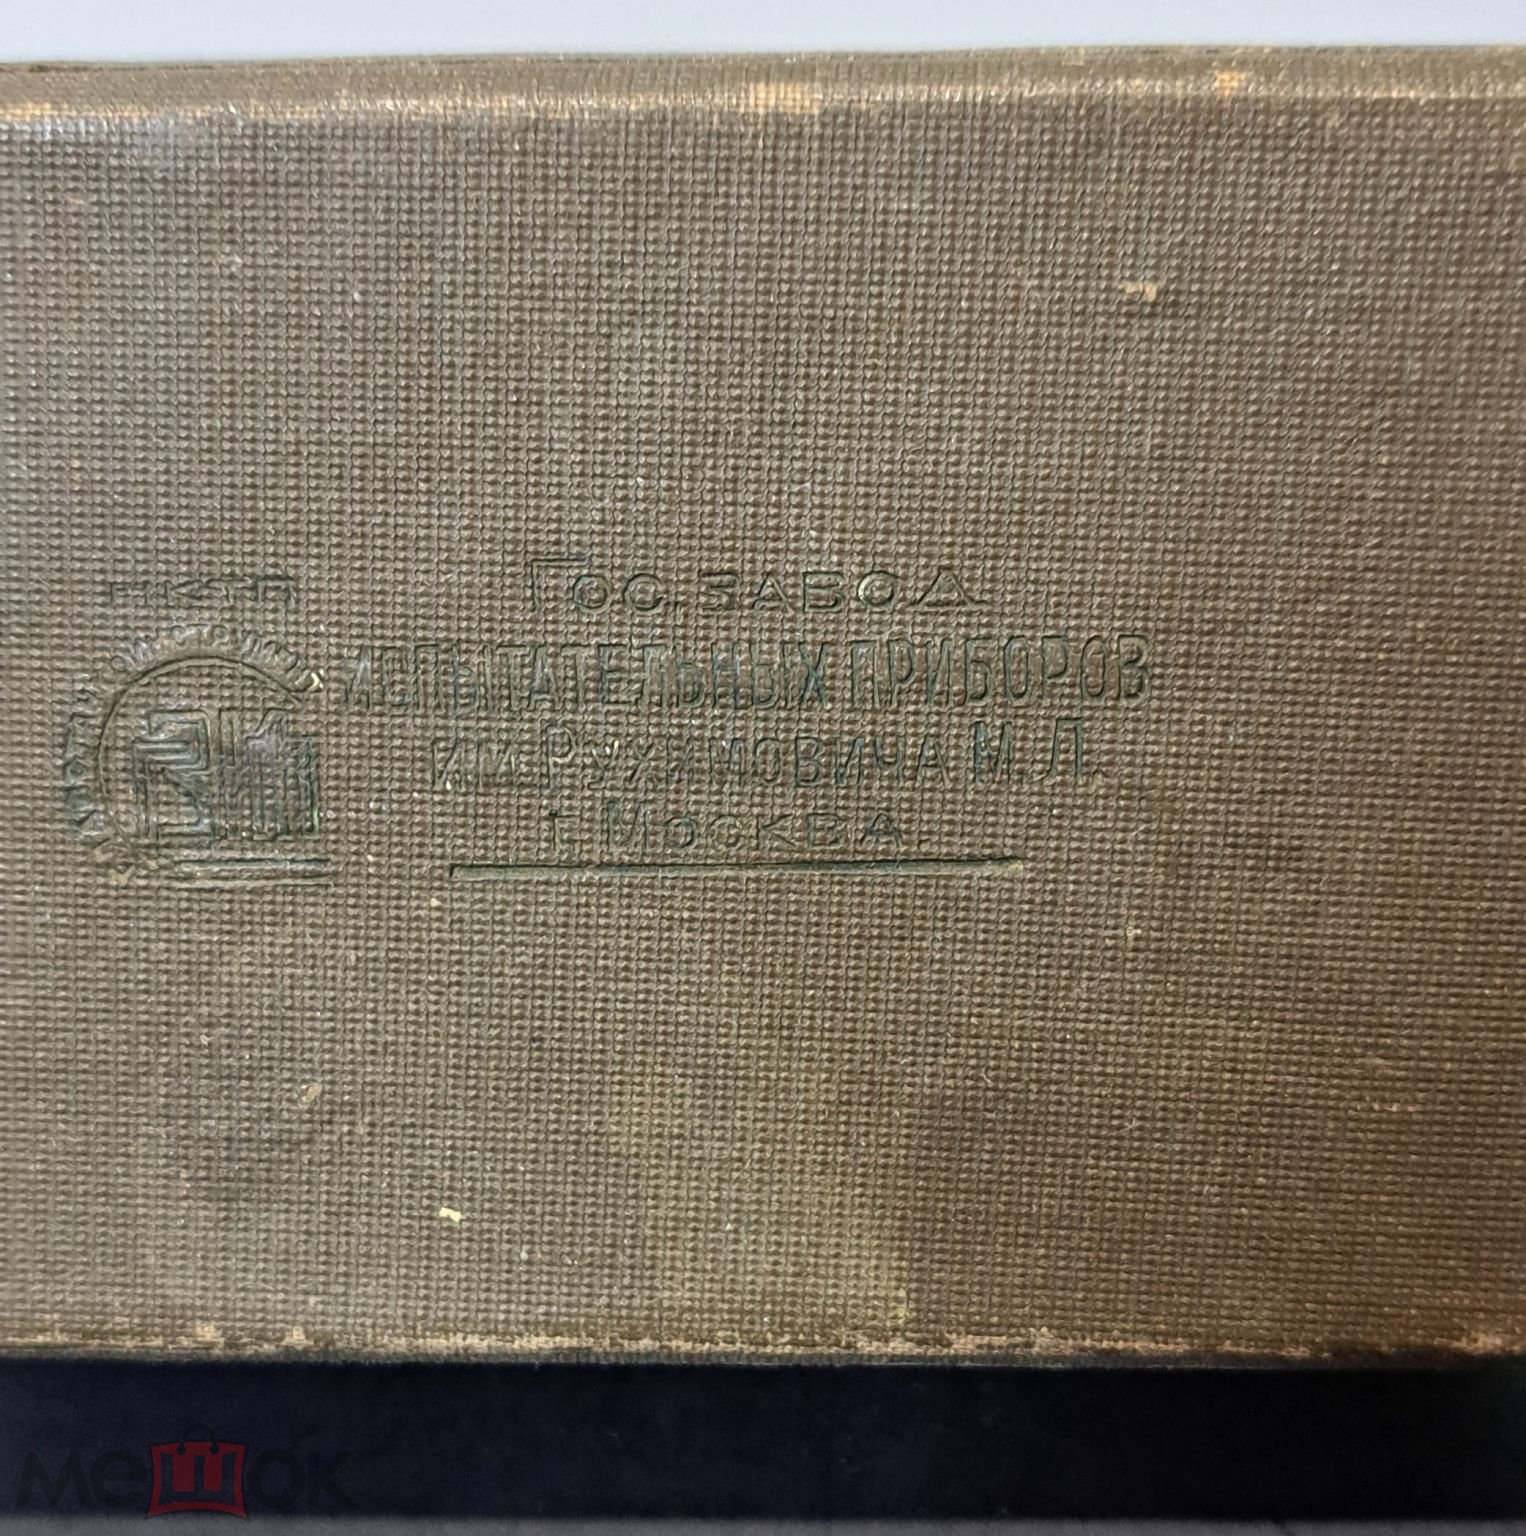 НКТП
Гос. завод
испытательных приборов
им. Рухимовича М. Л.
г. Москва
мешок